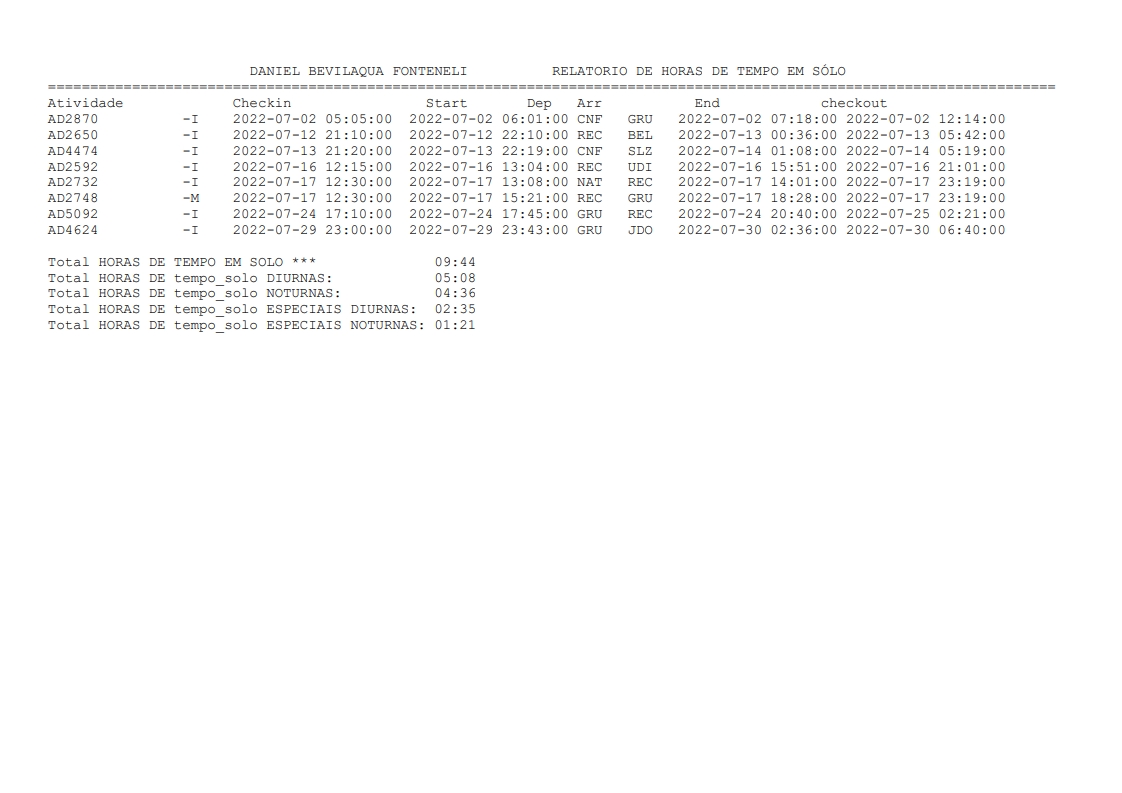 DANIEL BEVILAQUA FONTENELI RELATORIO DE HORAS DE TEMPO EM SÓLO
========================================================================================================================
Atividade Checkin Start Dep Arr End checkout
AD2870 -I 2022-07-02 05:05:00 2022-07-02 06:01:00 CNF GRU 2022-07-02 07:18:00 2022-07-02 12:14:00
AD2650 -I 2022-07-12 21:10:00 2022-07-12 22:10:00 REC BEL 2022-07-13 00:36:00 2022-07-13 05:42:00
AD4474 -I 2022-07-13 21:20:00 2022-07-13 22:19:00 CNF SLZ 2022-07-14 01:08:00 2022-07-14 05:19:00
AD2592 -I 2022-07-16 12:15:00 2022-07-16 13:04:00 REC UDI 2022-07-16 15:51:00 2022-07-16 21:01:00
AD2732 -I 2022-07-17 12:30:00 2022-07-17 13:08:00 NAT REC 2022-07-17 14:01:00 2022-07-17 23:19:00
AD2748 -M 2022-07-17 12:30:00 2022-07-17 15:21:00 REC GRU 2022-07-17 18:28:00 2022-07-17 23:19:00
AD5092 -I 2022-07-24 17:10:00 2022-07-24 17:45:00 GRU REC 2022-07-24 20:40:00 2022-07-25 02:21:00
AD4624 -I 2022-07-29 23:00:00 2022-07-29 23:43:00 GRU JDO 2022-07-30 02:36:00 2022-07-30 06:40:00
Total HORAS DE TEMPO EM SOLO *** 09:44
Total HORAS DE tempo_solo DIURNAS: 05:08
Total HORAS DE tempo_solo NOTURNAS: 04:36
Total HORAS DE tempo_solo ESPECIAIS DIURNAS: 02:35
Total HORAS DE tempo_solo ESPECIAIS NOTURNAS: 01:21